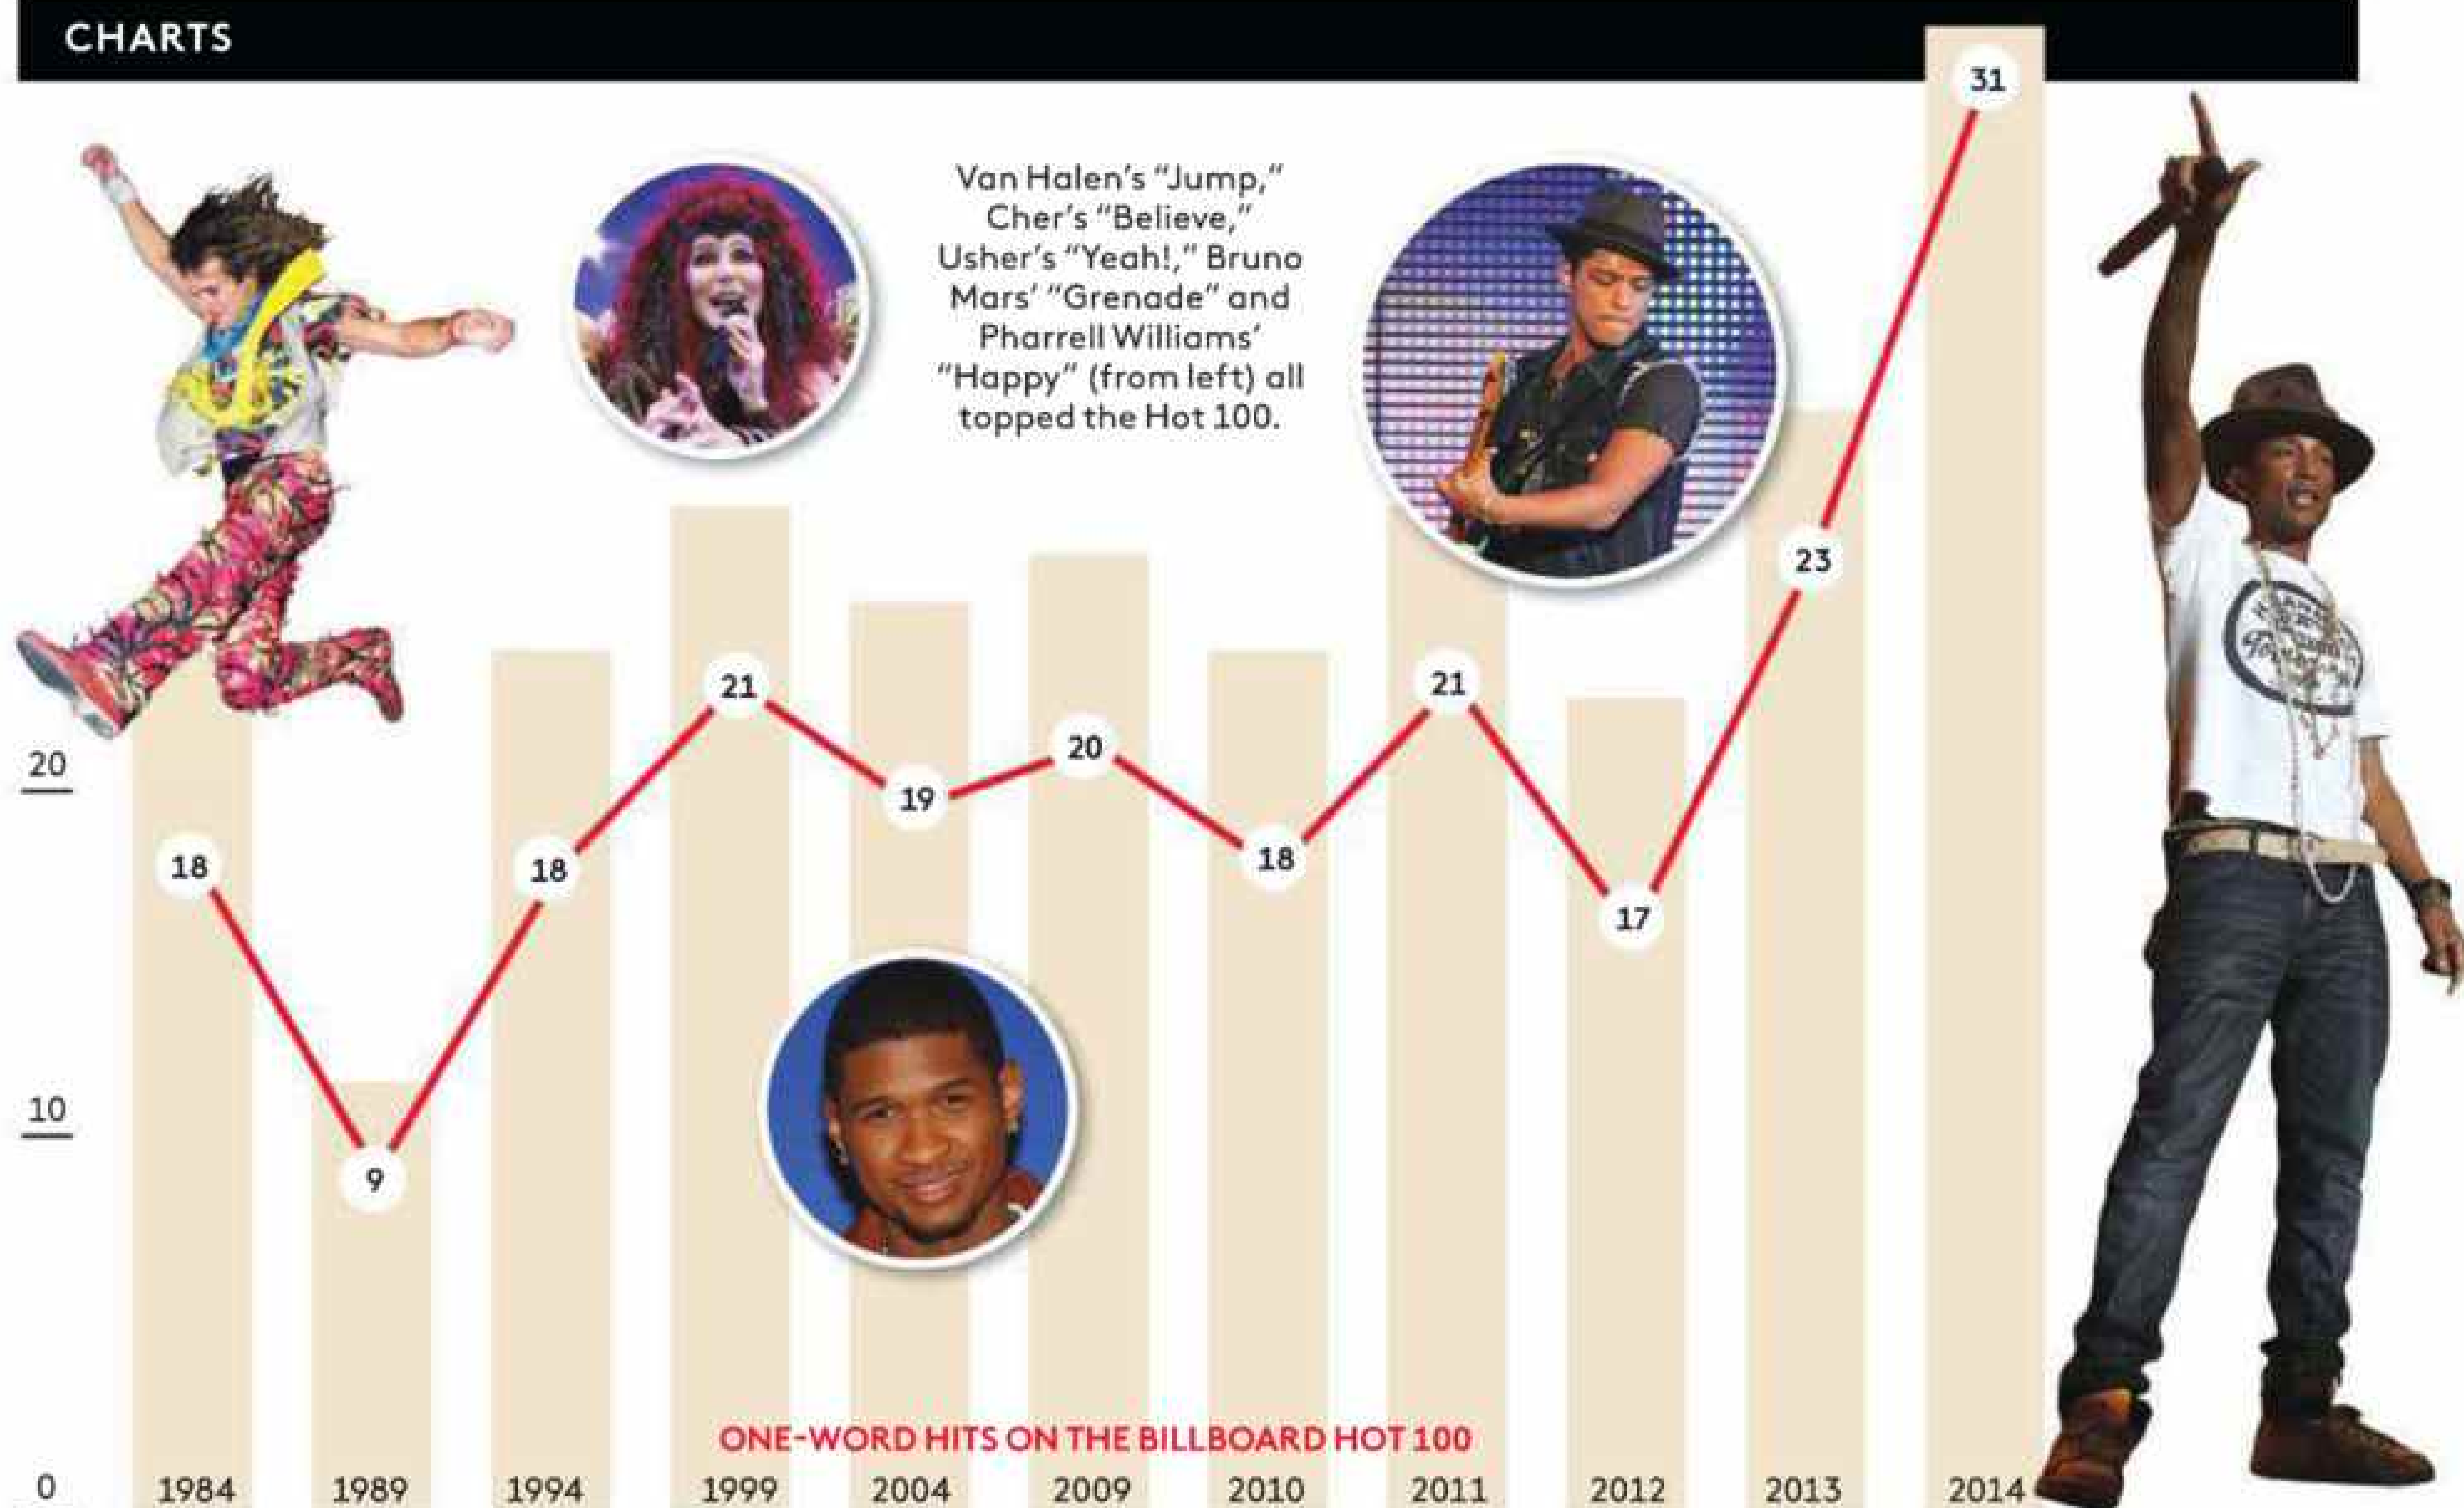 CHARTS
31
Van Halen's “Jump,”
Cher's “Believe,”
Usher's “Yeah!,” Bruno
Mars' “Grenade” and
Pharrell Williams'
“Happy” (from left) all
topped the Hot 100.
23
21
21
20
20
19
18
18
18
17
10
9
ONE-WORD HITS ON THE BILLBOARD HOT 100
0 1984 1989 1994 1999 2004 2009 2010 2011 2012 2013 2014